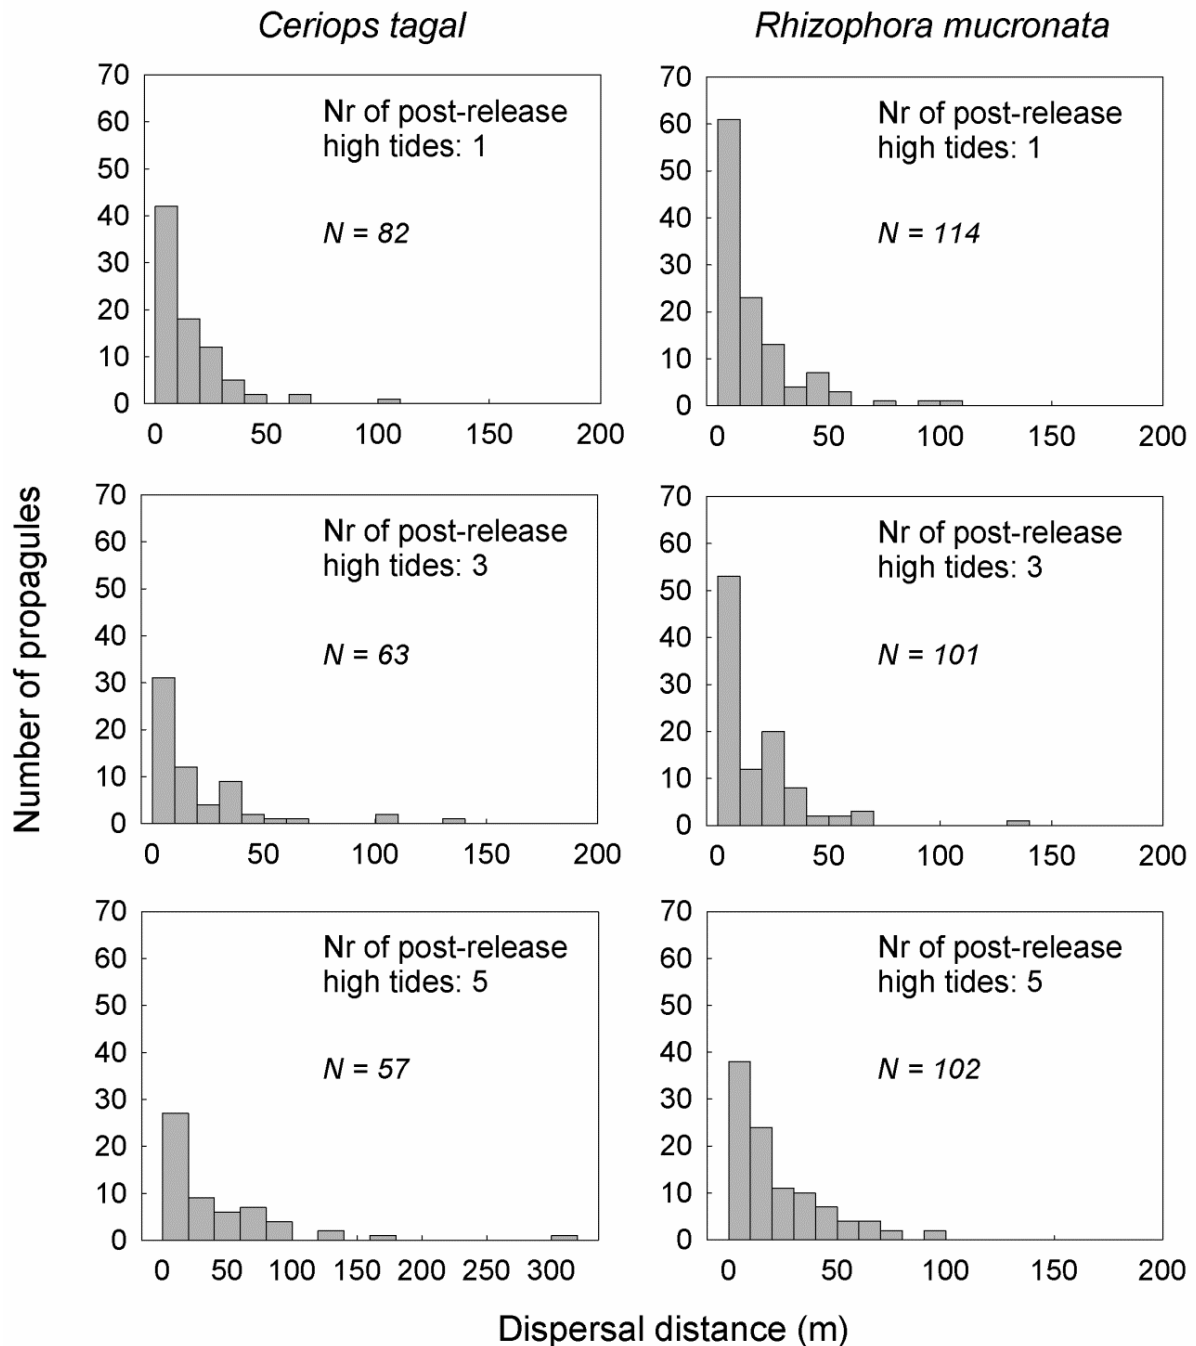 Ceriops tagal
Rhizophora mucronata
70
60
50
40
30
20
10
0
Nr of post-release
high tides: 1
N = 82
0 50 100 150 200
70
60
50
40
30
20
10
0
Nr of post-release
high tides: 1
N = 114
0 50 100 150 200
Number of propagules
70
60
50
40
30
20
10
0
Nr of post-release
high tides: 3
N = 63
0 50 100 150 200
70
60
50
40
30
20
10
0
Nr of post-release
high tides: 3
N = 101
0 50 100 150 200
70
60
50
40
30
20
10
0
Nr of post-release
high tides: 5
N = 57
0 50 100 150 200 250 300
70
60
50
40
30
20
10
0
Nr of post-release
high tides: 5
N = 102
0 50 100 150 200
Dispersal distance (m)